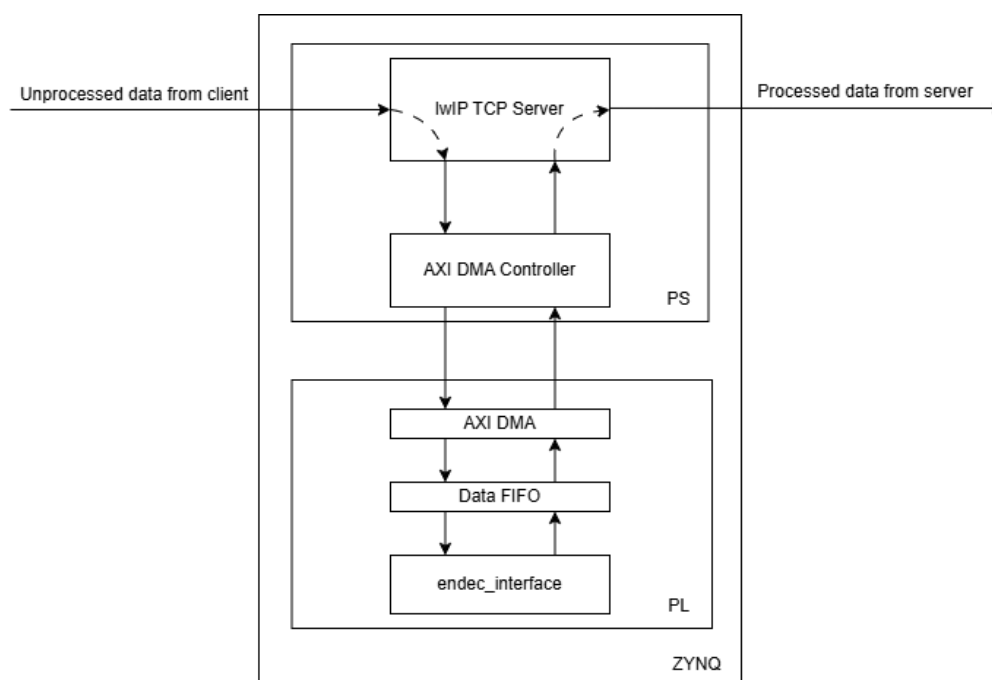 Unprocessed data from client
lwIP TCP Server
Processed data from server
AXI DMA Controller
PS
AXI DMA
Data FIFO
endec_interface
PL
ZYNQ